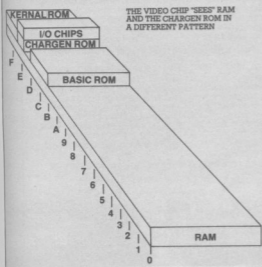 KERNAL ROM
I/O CHIPS
CHARGEN ROM
THE VIDEO CHIP "SEES" RAM
AND THE CHARGEN ROM IN
A DIFFERENT PATTERN
BASIC ROM
F
E
D
C
B
A
9
8
7
6
5
4
3
2
1
0
RAM